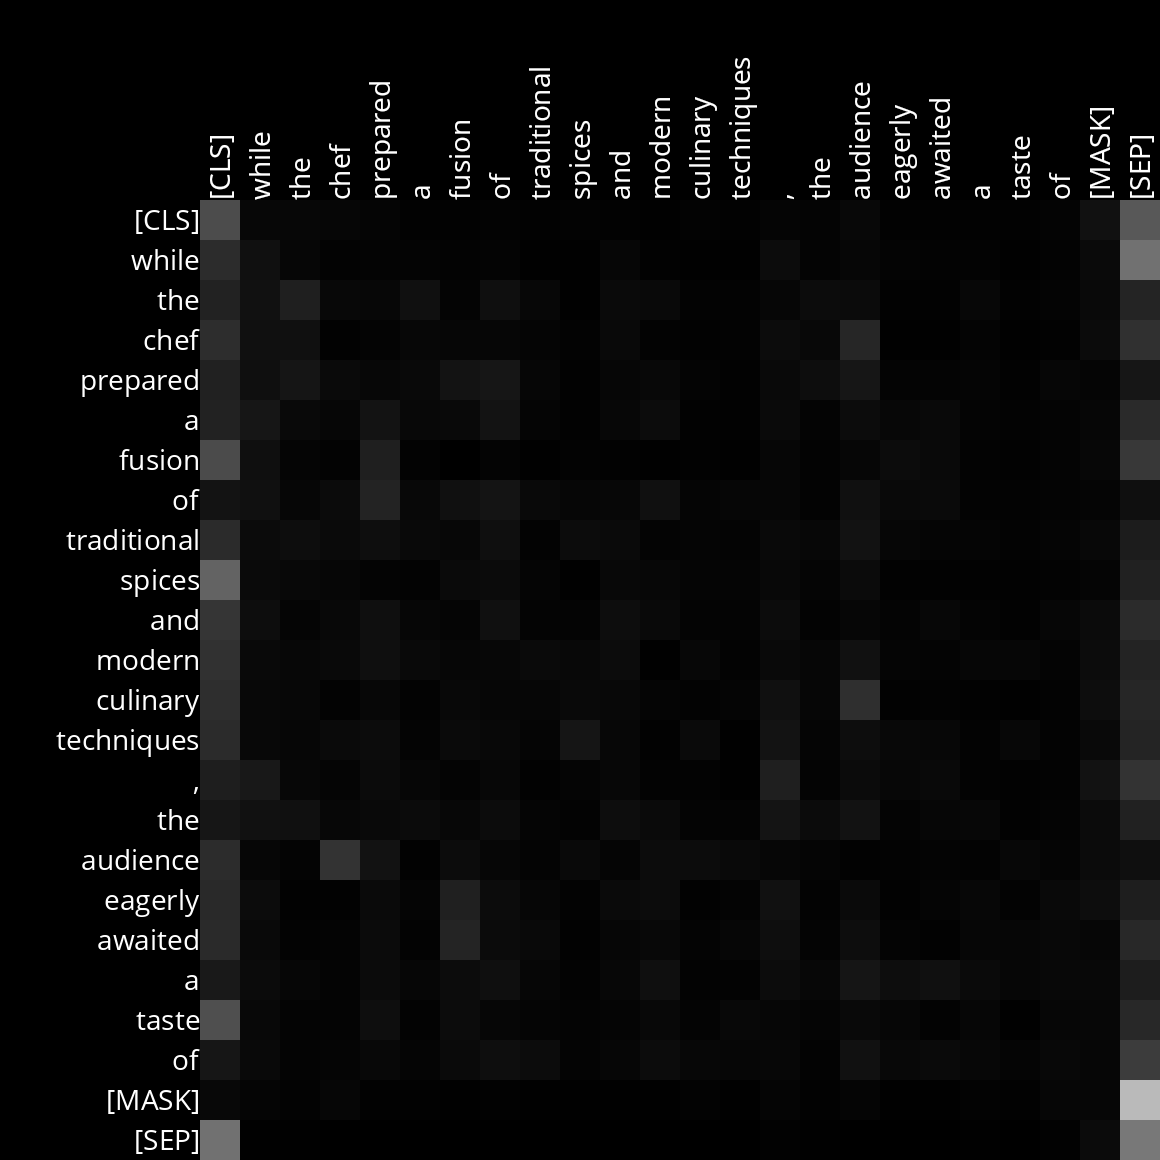 [CLS] while the chef prepared a fusion of traditional spices and modern culinary techniques , the audience eagerly awaited a taste of [MASK] [SEP]
[CLS]
while
the
chef
prepared
a
fusion
of
traditional
spices
and
modern
culinary
techniques
,
the
audience
eagerly
awaited
a
taste
of
[MASK]
[SEP]